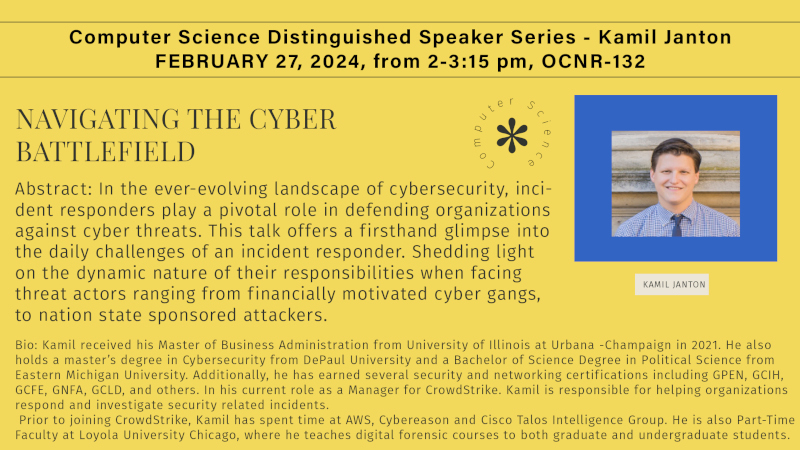 Computer Science Distinguished Speaker Series - Kamil Janton
FEBRUARY 27, 2024, from 2-3:15 pm, OCNR-132
NAVIGATING THE CYBER
BATTLEFIELD
Computer Science
KAMIL JANTON
Abstract: In the ever-evolving landscape of cybersecurity, inci-
dent responders play a pivotal role in defending organizations
against cyber threats. This talk offers a firsthand glimpse into
the daily challenges of an incident responder. Shedding light
on the dynamic nature of their responsibilities when facing
threat actors ranging from financially motivated cyber gangs,
to nation state sponsored attackers.
Bio: Kamil received his Master of Business Administration from University of Illinois at Urbana -Champaign in 2021. He also
holds a master's degree in Cybersecurity from DePaul University and a Bachelor of Science Degree in Political Science from
Eastern Michigan University. Additionally, he has earned several security and networking certifications including GPEN, GCIH,
GCFE, GNFA, GCLD, and others. In his current role as a Manager for CrowdStrike. Kamil is responsible for helping organizations
respond and investigate security related incidents.
Prior to joining CrowdStrike, Kamil has spent time at AWS, Cybereason and Cisco Talos Intelligence Group. He is also Part-Time
Faculty at Loyola University Chicago, where he teaches digital forensic courses to both graduate and undergraduate students.